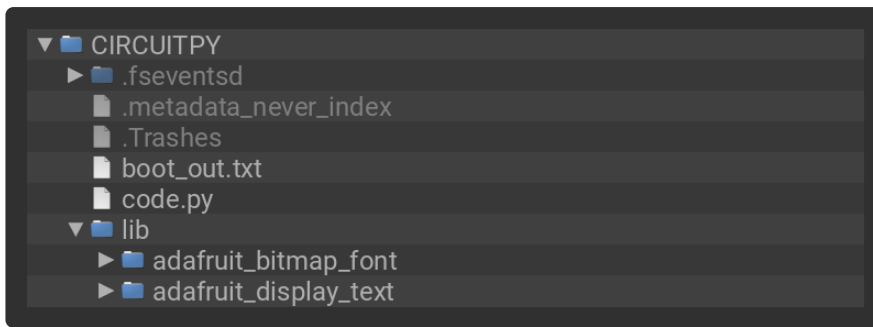 CIRCUITPY
.fseventsd
.metadata_never_index
.Trashes
boot_out.txt
code.py
lib
adafruit_bitmap_font
adafruit_display_text